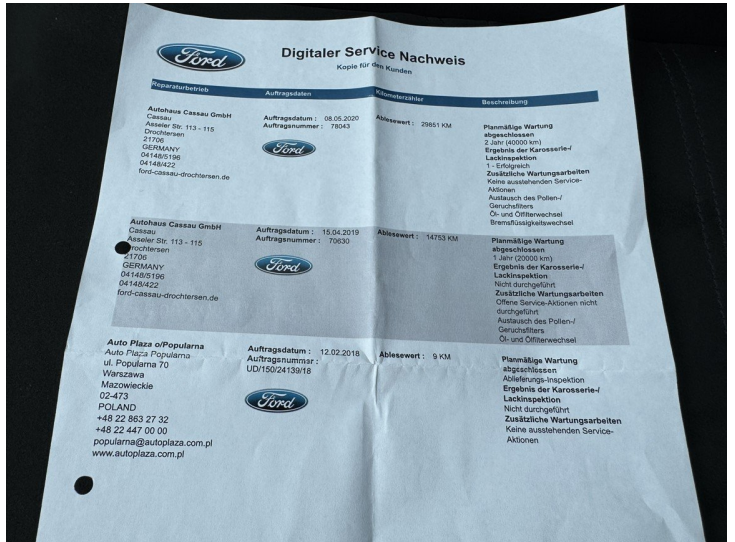 Ford
Digitaler Service Nachweis
Kopie für den Kunden
Reparaturbetrieb Auftragsdaten Kilometerzähler Beschreibung
Autohaus Cassau GmbH
Cassau
Asseler Str. 113 - 115
Drochtersen
21706
GERMANY
04148/5196
04148/422
ford-cassau-drochtersen.de
Auftragsdatum : 08.05.2020
Auftragsnummer : 78043
Ford
Ablesewert : 29851 KM
Planmäßige Wartung
abgeschlossen
2 Jahr (40000 km)
Ergebnis der Karosserie-/
Lackinspektion
1 - Erfolgreich
Zusätzliche Wartungsarbeiten
Keine ausstehenden Service-
Aktionen
Austausch des Pollen-/
Geruchsfilters
Öl- und Ölfilterwechsel
Bremsflüssigkeitswechsel
Autohaus Cassau GmbH
Cassau
Asseler Str. 113 - 115
rochtersen
21706
GERMANY
04148/5196
04148/422
ford-cassau-drochtersen.de
Auftragsdatum : 15.04.2019
Auftragsnummer : 70630
Ford
Ablesewert : 14753 KM
Planmäßige Wartung
abgeschlossen
1 Jahr (20000 km)
Ergebnis der Karosserie-/
Lackinspektion
Nicht durchgeführt
Zusätzliche Wartungsarbeiten
Offene Service-Aktionen nicht
durchgeführt
Austausch des Pollen-/
Geruchsfilters
Öl- und Ölfilterwechsel
Auto Plaza o/Popularna
Auto Plaza Popularna
ul. Popularna 70
Warszawa
Mazowieckie
02-473
POLAND
+48 22 863 27 32
+48 22 447 00 00
popularna@autoplaza.com.pl
www.autoplaza.com.pl
Auftragsdatum : 12.02.2018
Auftragsnummer :
UD/150/24139/18
Ford
Ablesewert : 9 KM
Planmäßige Wartung
abgeschlossen
Ablieferungs-Inspektion
Ergebnis der Karosserie-/
Lackinspektion
Nicht durchgeführt
Zusätzliche Wartungsarbeiten
Keine ausstehenden Service-
Aktionen